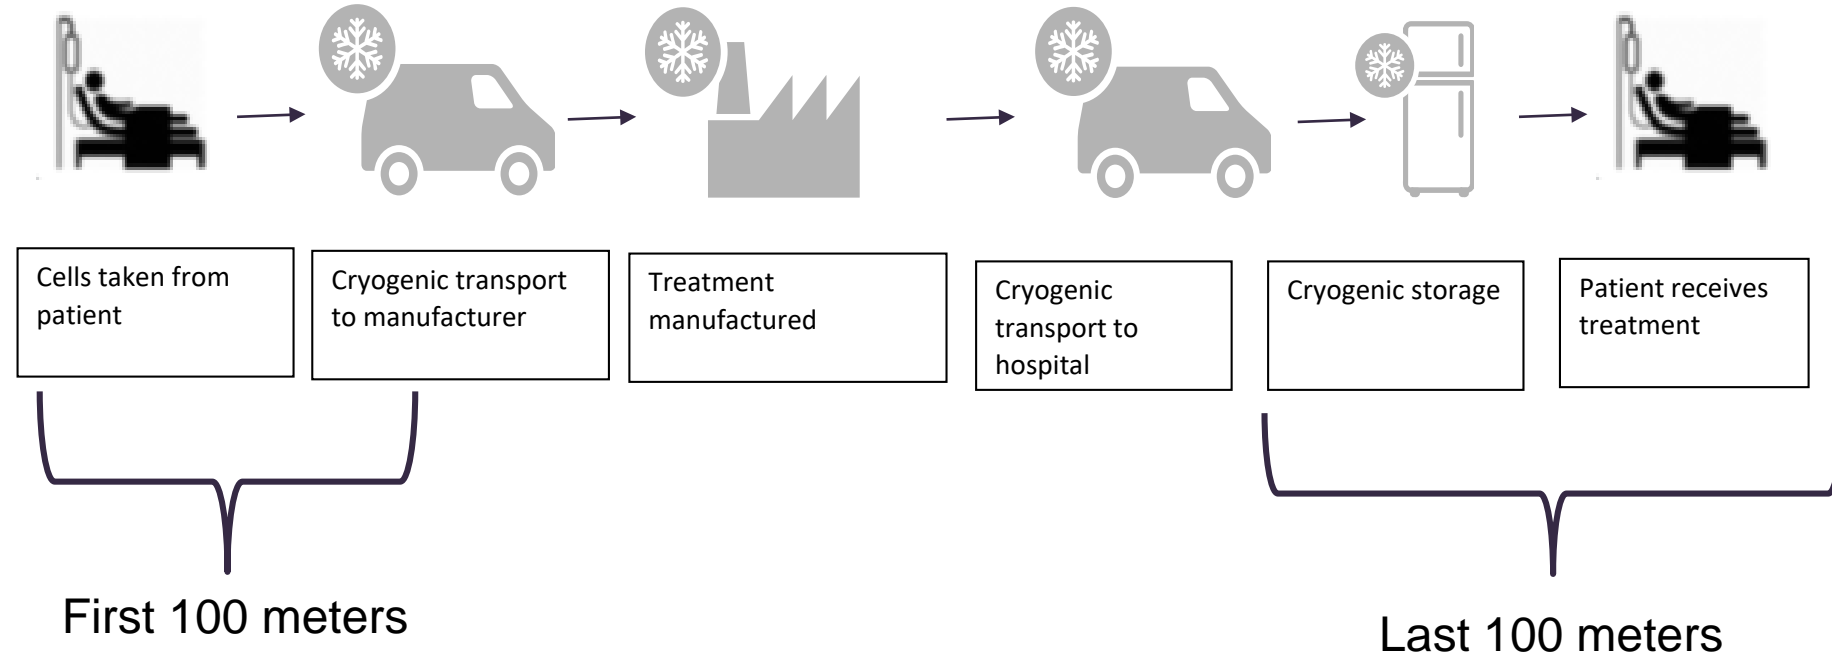 Cells taken from
patient
Cryogenic transport
to manufacturer
Treatment
manufactured
Cryogenic
transport to
hospital
Cryogenic storage
Patient receives
treatment
First 100 meters
Last 100 meters